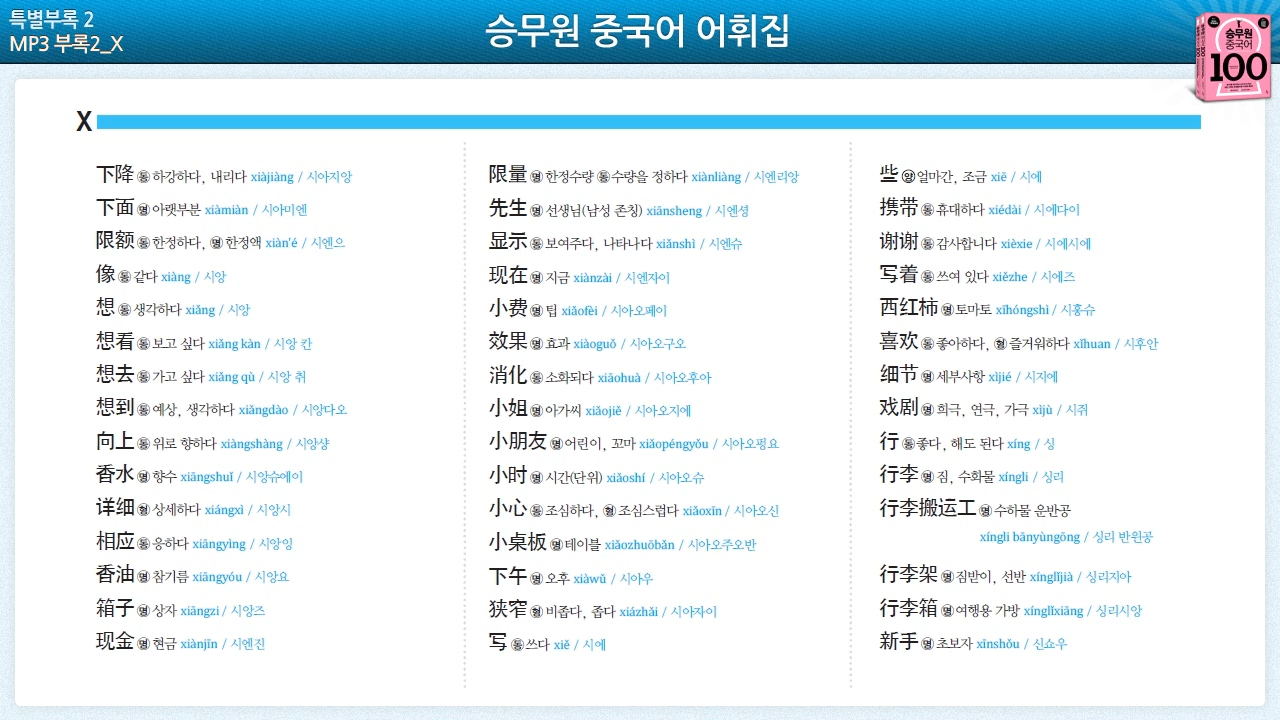 특별부록 2
MP3 부록2_X
승무원 중국어 어휘집
승무원
중국어
100
X
下降 동 하강하다, 내리다 xiàjiàng / 시아지앙
下面 명 아랫부분 xiàmiàn / 시아미엔
限额 동 한정하다, 명 한정액 xiàn'é / 시엔으
像 동 같다 xiàng / 시앙
想 동 생각하다 xiǎng / 시앙
想看 동 보고 싶다 xiǎng kàn / 시앙 칸
想去 동 가고 싶다 xiǎng qù / 시앙 취
想到 동 예상, 생각하다 xiǎngdào / 시앙다오
向上 동 위로 향하다 xiàngshàng / 시앙샹
香水 명 향수 xiāngshuǐ / 시앙슈에이
详细 형 상세하다 xiángxì / 시앙시
相应 동 응하다 xiāngyìng / 시앙잉
香油 명 참기름 xiāngyóu / 시앙요
箱子 명 상자 xiāngzi / 시앙즈
现金 명 현금 xiànjīn / 시엔진
限量 명 한정수량 동 수량을 정하다 xiànliàng / 시엔리앙
先生 명 선생님(남성 존칭) xiānsheng / 시엔셩
显示 동 보여주다, 나타나다 xiǎnshì / 시엔슈
现在 명 지금 xiànzài / 시엔자이
小费 명 팁 xiǎofèi / 시아오페이
效果 명 효과 xiàoguǒ / 시아오구오
消化 동 소화되다 xiāohuà / 시아오후아
小姐 명 아가씨 xiǎojiě / 시아오지에
小朋友 명 어린이, 꼬마 xiǎopéngyǒu / 시아오펑요
小时 명 시간(단위) xiǎoshí / 시아오슈
小心 동 조심하다, 형 조심스럽다 xiǎoxīn / 시아오신
小桌板 명 테이블 xiǎozhuōbǎn / 시아오주오반
下午 명 오후 xiàwǔ / 시아우
狭窄 형 비좁다, 좁다 xiázhǎi / 시아자이
写 동 쓰다 xiě / 시에
些 양 얼마간, 조금 xiē / 시에
携带 동 휴대하다 xiédài / 시에다이
谢谢 동 감사합니다 xièxie / 시에시에
写着 동 쓰여 있다 xiězhe / 시에즈
西红柿 명 토마토 xīhóngshì / 시홍슈
喜欢 동 좋아하다, 형 즐거워하다 xǐhuan / 시후안
细节 명 세부사항 xìjié / 시지에
戏剧 명 희극, 연극, 가극 xìjù / 시쥐
行 동 좋다, 해도 된다 xíng / 싱
行李 명 짐, 수화물 xíngli / 싱리
行李搬运工 명 수하물 운반공
xíngli bānyùngōng / 싱리 반윈공
行李架 명 짐받이, 선반 xínglǐjià / 싱리지아
行李箱 명 여행용 가방 xínglǐxiāng / 싱리시앙
新手 명 초보자 xīnshǒu / 신쇼우